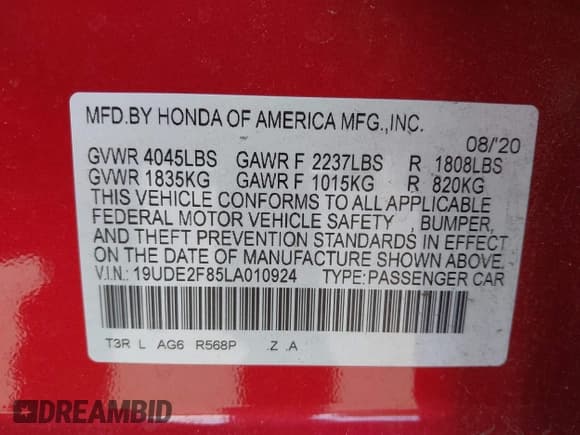 MFD.BY HONDA OF AMERICA MFG.,INC.
08/'20
GVWR 4045LBS GAWR F 2237LBS R 1808LBS
GVWR 1835KG GAWR F 1015KG R 820KG
THIS VEHICLE CONFORMS TO ALL APPLICABLE
FEDERAL MOTOR VEHICLE SAFETY , BUMPER,
AND THEFT PREVENTION STANDARDS IN EFFECT
ON THE DATE OF MANUFACTURE SHOWN ABOVE.
V.I.N.: 19UDE2F85LA010924 TYPE:PASSENGER CAR
T3R L AG6 R568P .Z .A
DREAMBID